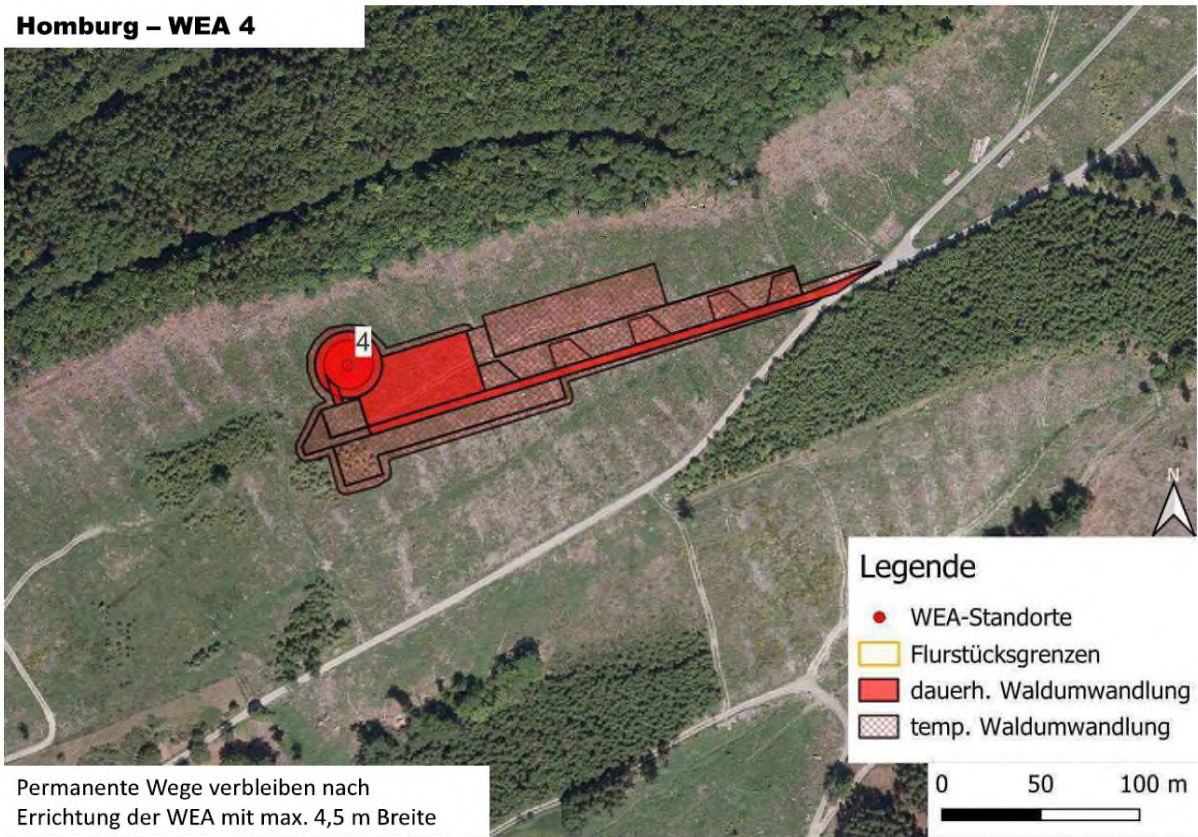 Homburg – WEA 4
4
N
Legende
WEA-Standorte
Flurstücksgrenzen
dauerh. Waldumwandlung
temp. Waldumwandlung
0 50 100 m
Permanente Wege verbleiben nach
Errichtung der WEA mit max. 4,5 m Breite